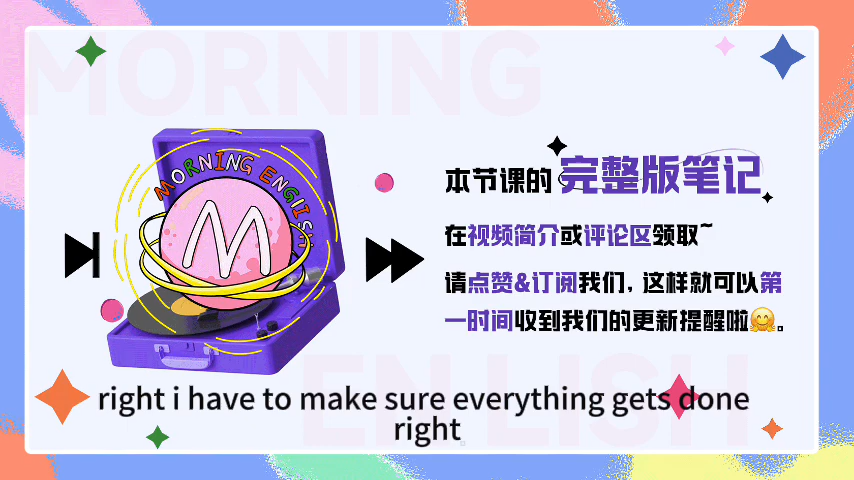 MORNING
MORNING ENGlISH
M
本节课的 完整版笔记
在视频简介或评论区领取~
请点赞&订阅我们，这样就可以第
一时间收到我们的更新提醒啦🤗。
EN LISH
right i have to make sure everything gets done
right